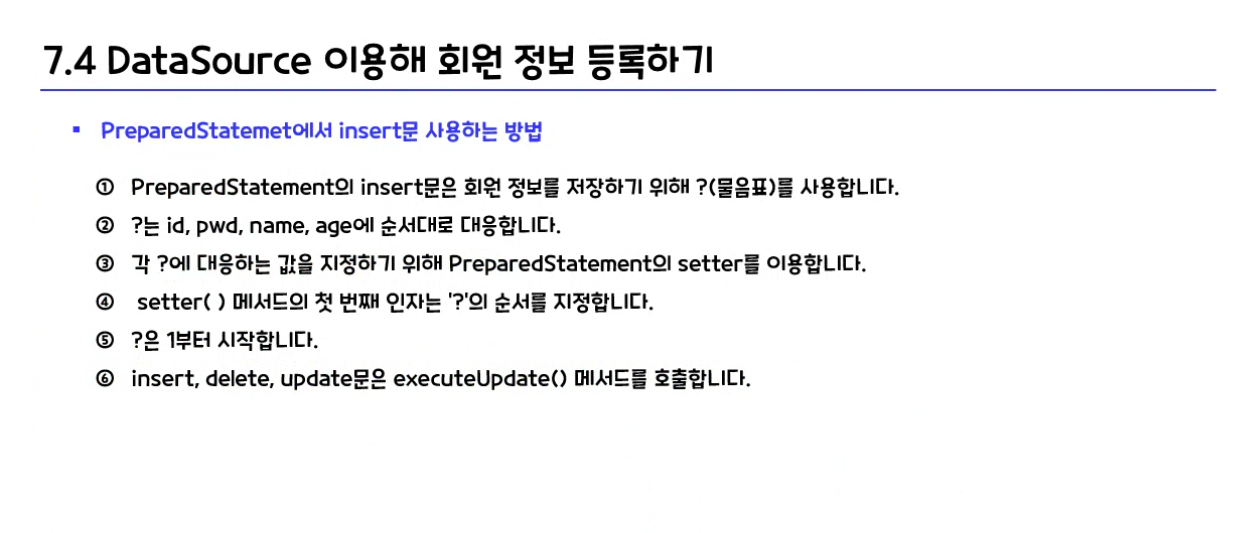 7.4 DataSource 이용해 회원 정보 등록하기
▪ PreparedStatemet에서 insert문 사용하는 방법
① PreparedStatement의 insert문은 회원 정보를 저장하기 위해 ?(물음표)를 사용합니다.
② ?는 id, pwd, name, age에 순서대로 대응합니다.
③ 각 ?에 대응하는 값을 지정하기 위해 PreparedStatement의 setter를 이용합니다.
④ setter( ) 메서드의 첫 번째 인자는 '?'의 순서를 지정합니다.
⑤ ?은 1부터 시작합니다.
⑥ insert, delete, update문은 executeUpdate() 메서드를 호출합니다.